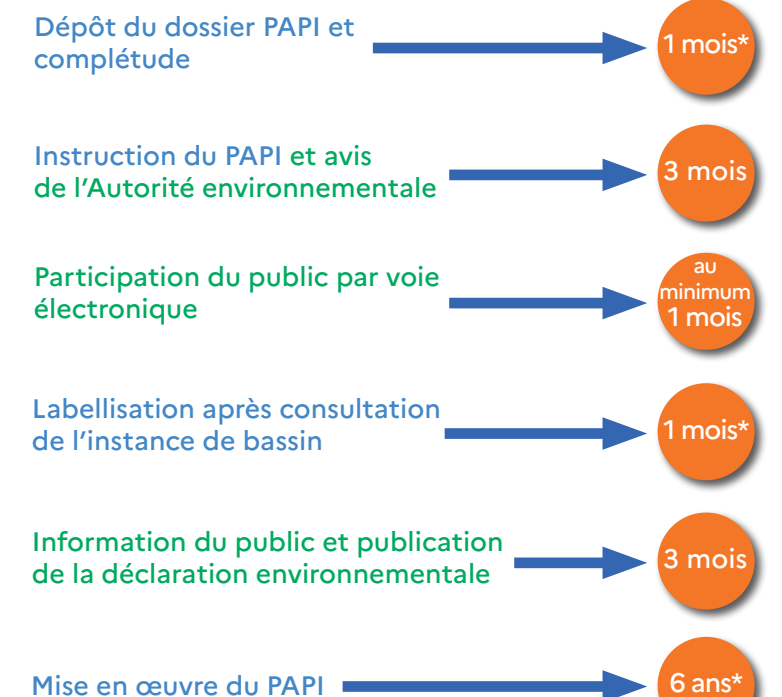 Dépôt du dossier PAPI et
complétude
1 mois*
Instruction du PAPI et avis
de l'Autorité environnementale
3 mois
Participation du public par voie
électronique
au
minimum
1 mois
Labellisation après consultation
de l'instance de bassin
1 mois*
Information du public et publication
de la déclaration environnementale
3 mois
Mise en œuvre du PAPI
6 ans*